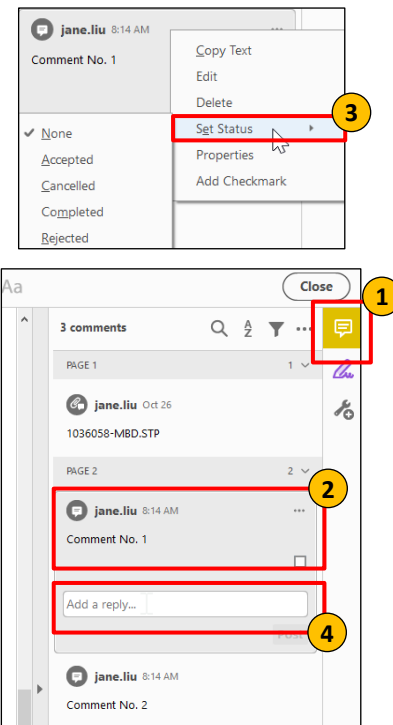 jane.liu 8:14 AM ...
Comment No. 1
Copy Text
Edit
Delete
Set Status
Properties
Add Checkmark
3
None
Accepted
Cancelled
Completed
Rejected
Aa
Close
1
3 comments
A
Z
...
PAGE 1 1
jane.liu Oct 26
1036058-MBD.STP
PAGE 2 2
2
jane.liu 8:14 AM ...
Comment No. 1
Add a reply...
Post
4
jane.liu 8:14 AM
Comment No. 2